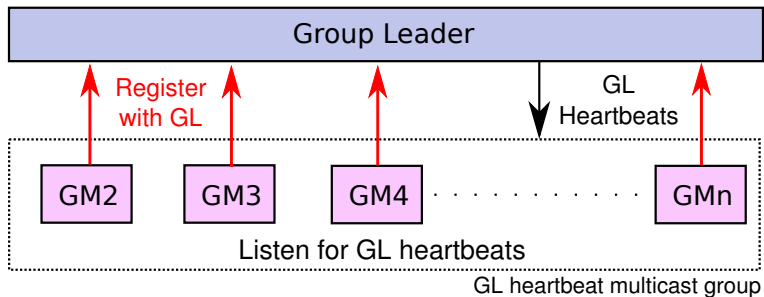 Group Leader
Register
with GL
GL
Heartbeats
GM2
GM3
GM4
. . . . . . . . . . .
GMn
Listen for GL heartbeats
GL heartbeat multicast group